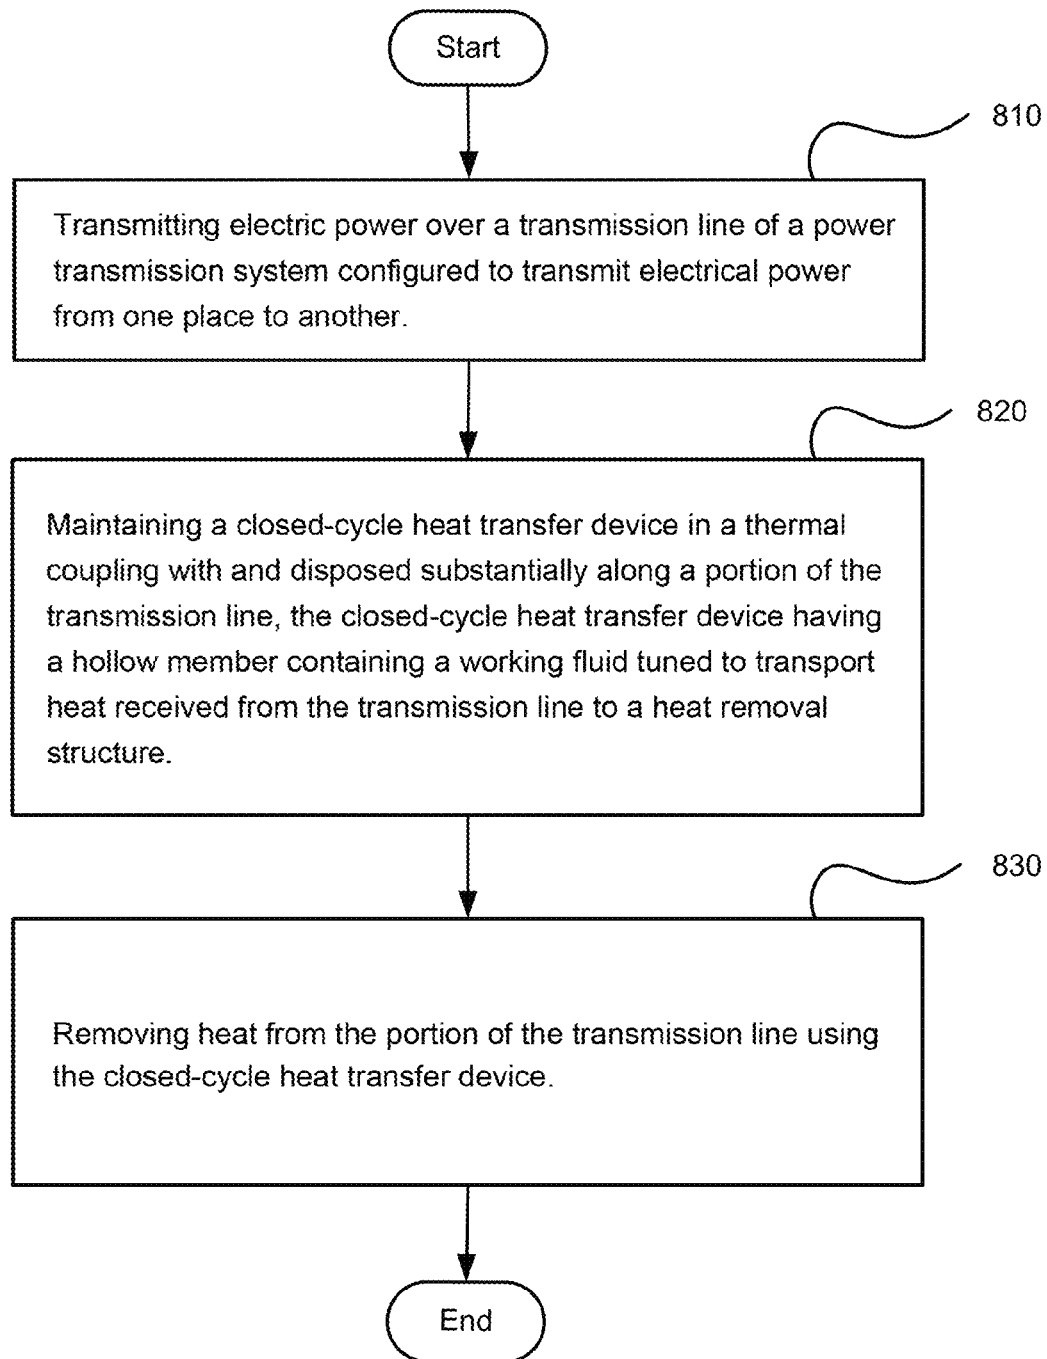 Start
810
Transmitting electric power over a transmission line of a power
transmission system configured to transmit electrical power
from one place to another.
820
Maintaining a closed-cycle heat transfer device in a thermal
coupling with and disposed substantially along a portion of the
transmission line, the closed-cycle heat transfer device having
a hollow member containing a working fluid tuned to transport
heat received from the transmission line to a heat removal
structure.
830
Removing heat from the portion of the transmission line using
the closed-cycle heat transfer device.
End